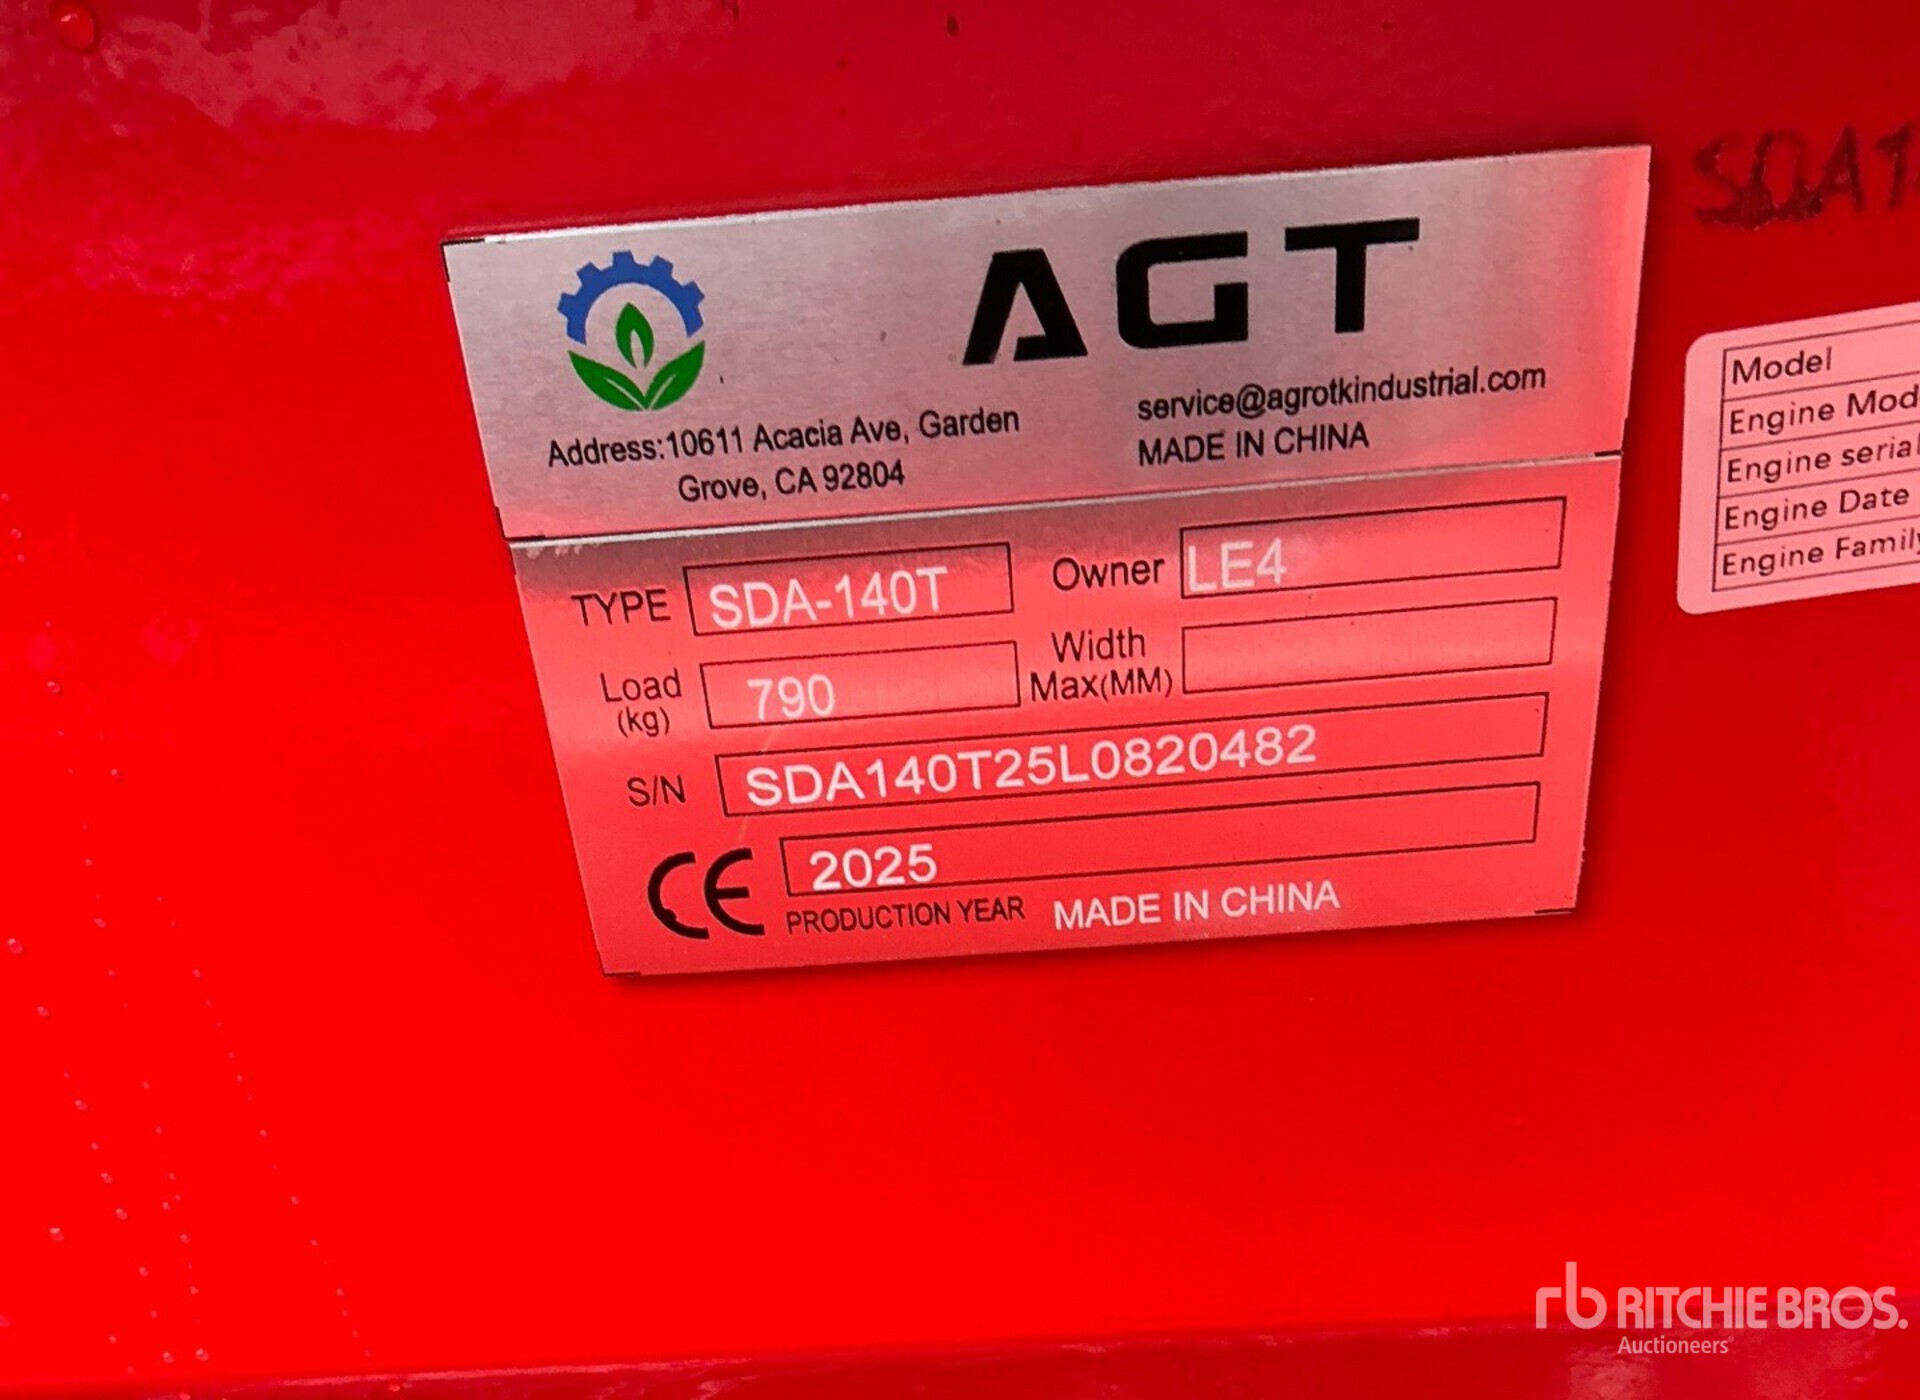 AGT
Address:10611 Acacia Ave, Garden
Grove, CA 92804
service@agrotkindustrial.com
MADE IN CHINA
TYPE SDA-140T
Owner LE4
Load
(kg) 790
Width
Max(MM)
S/N SDA140T25L0820482
CE 2025
PRODUCTION YEAR MADE IN CHINA
SDA1
Model
Engine Mod
Engine serial
Engine Date
Engine Family
rb RITCHIE BROS.
Auctioneers